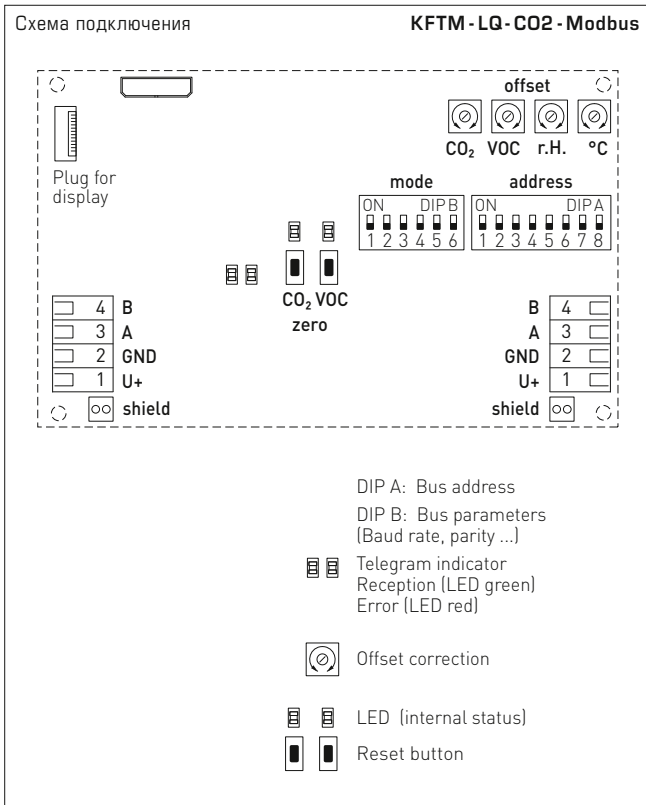 Схема подключения
KFTM - LQ - CO2 - Modbus
offset
CO₂ VOC r.H. °C
Plug for
display
mode
address
ON DIP B
1 2 3 4 5 6
ON DIP A
1 2 3 4 5 6 7 8
CO₂ VOC
zero
4 B
3 A
2 GND
1 U+
shield
B 4
A 3
GND 2
U+ 1
shield
DIP A: Bus address
DIP B: Bus parameters
(Baud rate, parity ...)
Telegram indicator
Reception (LED green)
Error (LED red)
Offset correction
LED (internal status)
Reset button